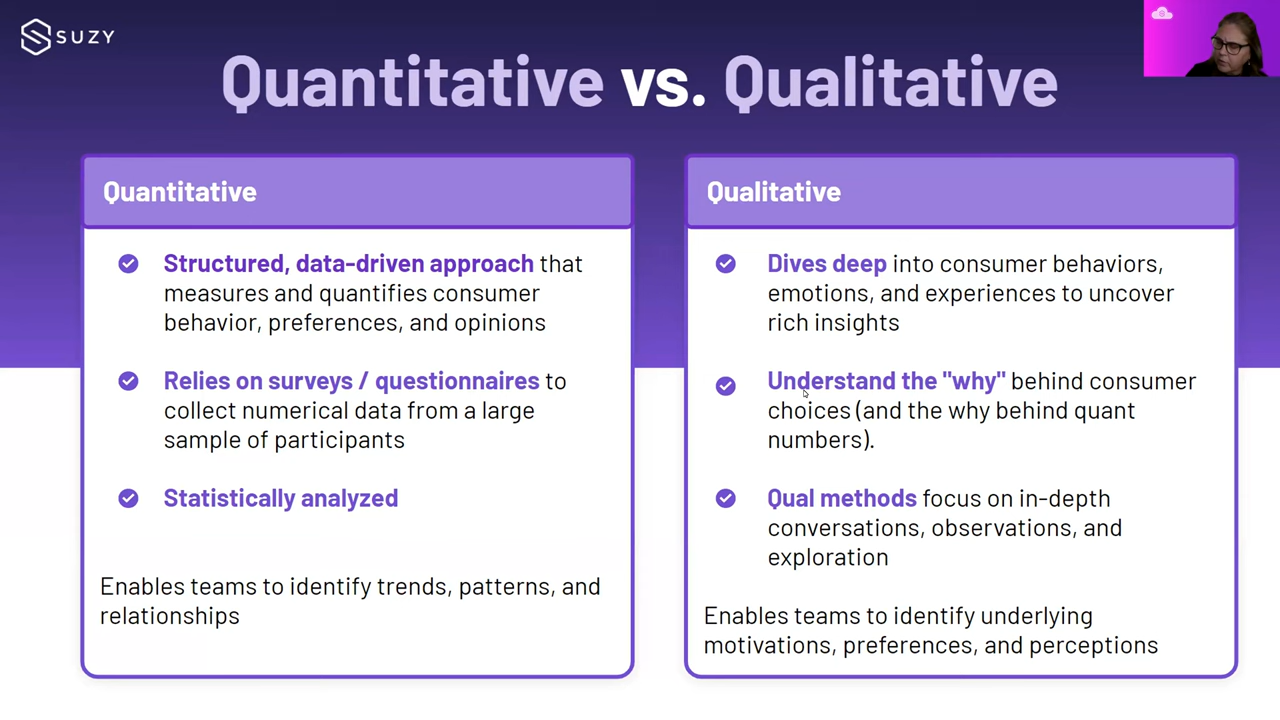 SUZY
Quantitative vs. Qualitative
Quantitative
Structured, data-driven approach that
measures and quantifies consumer
behavior, preferences, and opinions
Relies on surveys / questionnaires to
collect numerical data from a large
sample of participants
Statistically analyzed
Enables teams to identify trends, patterns, and
relationships
Qualitative
Dives deep into consumer behaviors,
emotions, and experiences to uncover
rich insights
Understand the "why" behind consumer
choices (and the why behind quant
numbers).
Qual methods focus on in-depth
conversations, observations, and
exploration
Enables teams to identify underlying
motivations, preferences, and perceptions